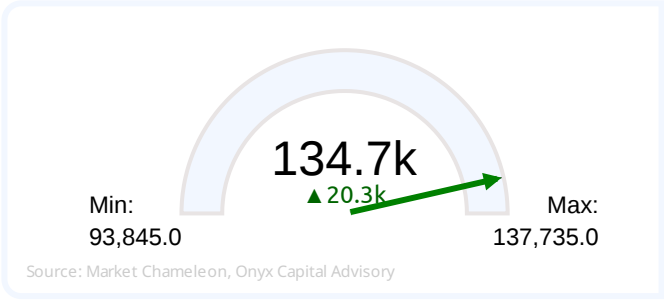 134.7k
▲20.3k
Min:
93,845.0
Max:
137,735.0
Source: Market Chameleon, Onyx Capital Advisory